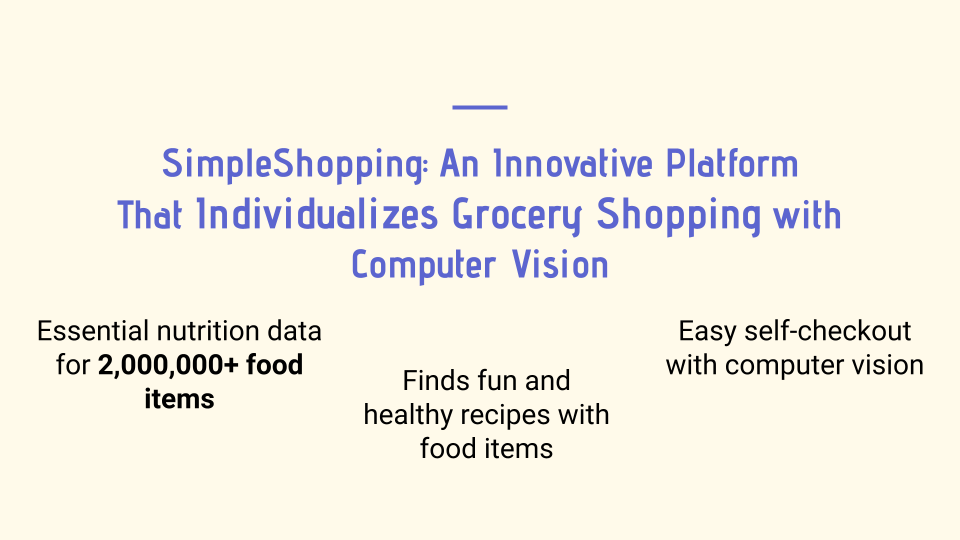 SimpleShopping: An Innovative Platform
That Individualizes Grocery Shopping with
Computer Vision
Essential nutrition data
for 2,000,000+ food
items
Finds fun and
healthy recipes with
food items
Easy self-checkout
with computer vision